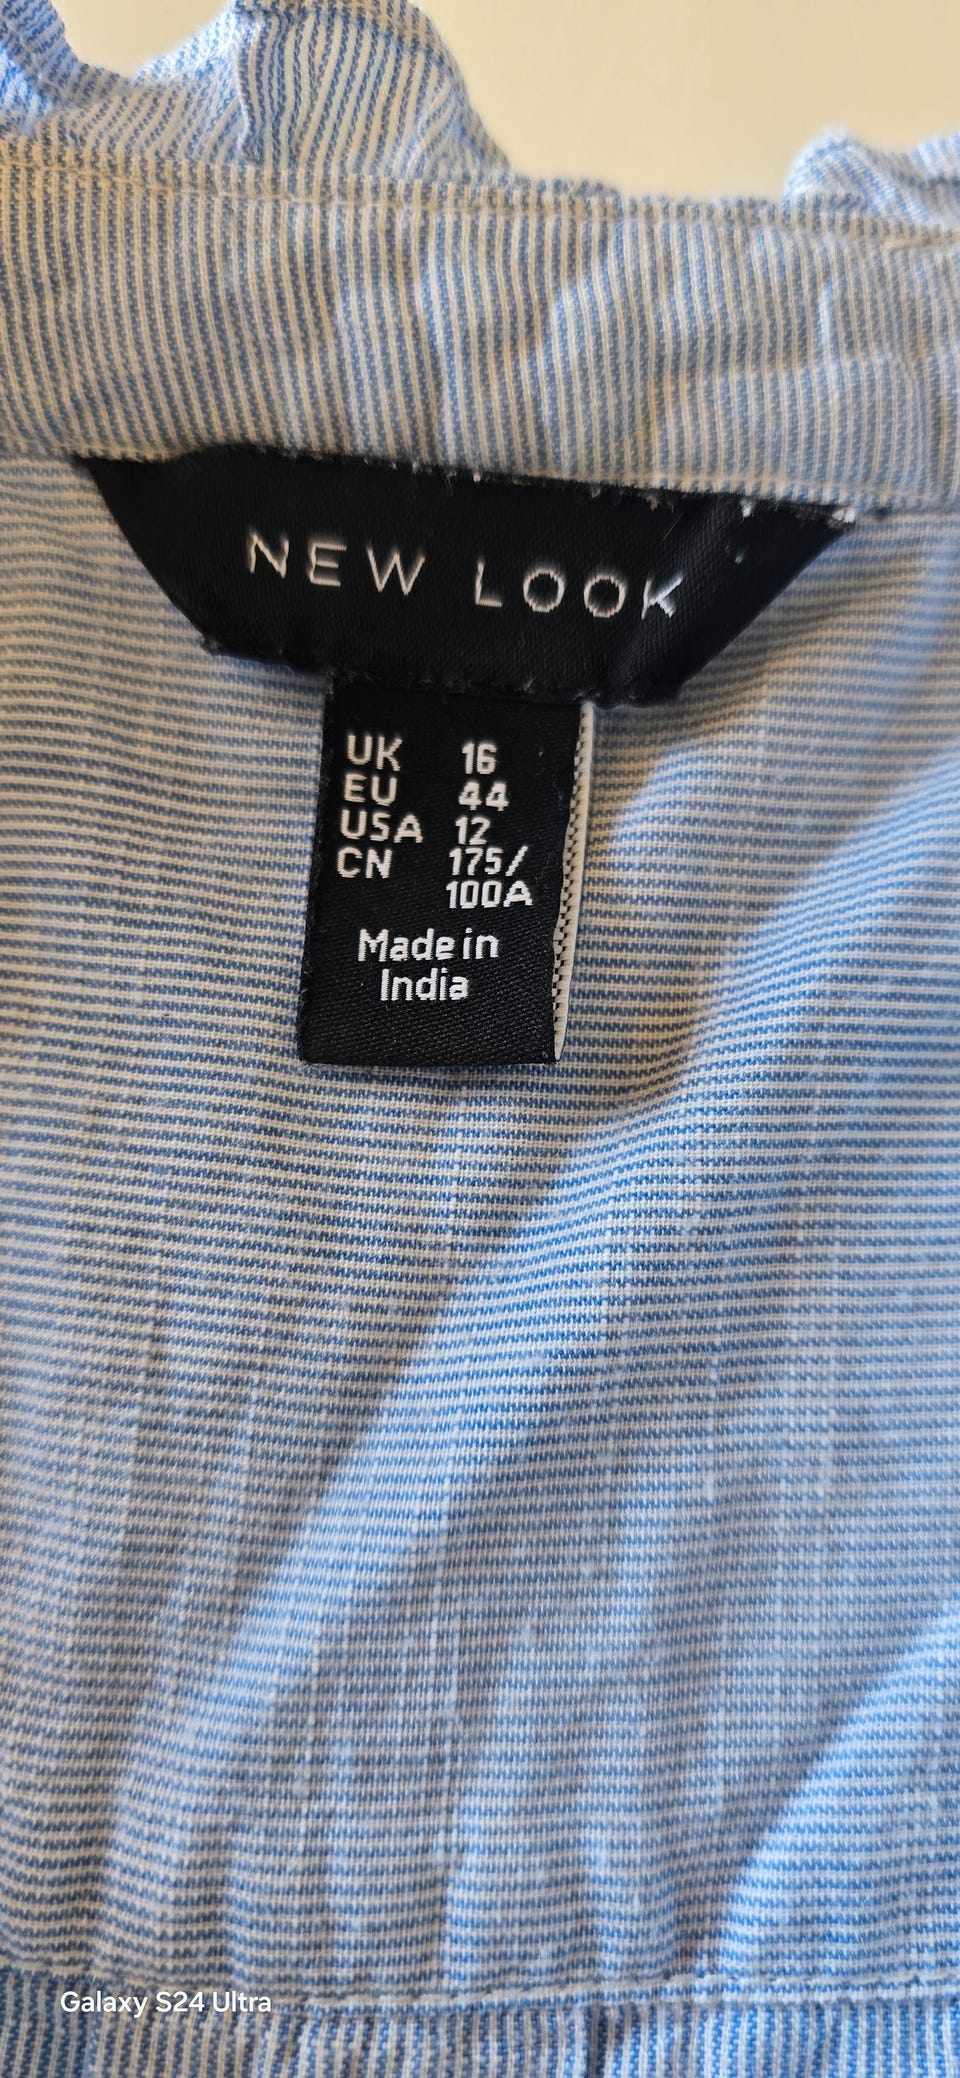 NEW LOOK
UK 16
EU 44
USA 12
CN 175/
100A
Made in
India
Galaxy S24 Ultra